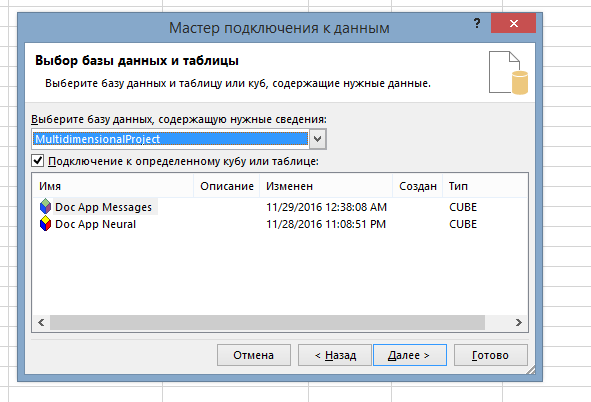 Мастер подключения к данным
?
Выбор базы данных и таблицы
Выберите базу данных и таблицу или куб, содержащие нужные данные.
Выберите базу данных, содержащую нужные сведения:
MultidimensionalProject
Подключение к определенному кубу или таблице:
Имя Описание Изменен Создан Тип
Doc App Messages 11/29/2016 12:38:08 AM CUBE
Doc App Neural 11/28/2016 11:08:51 PM CUBE
Отмена < Назад Далее > Готово